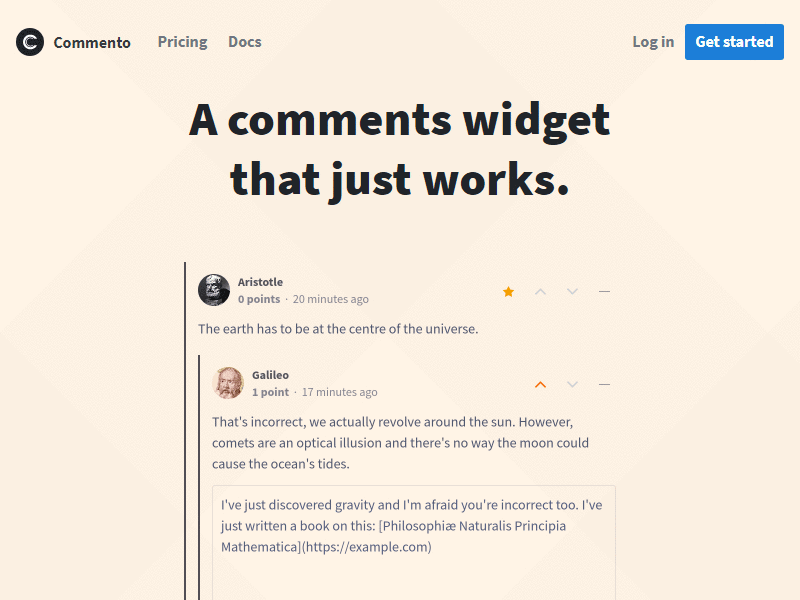 Commento Pricing Docs Log in Get started
A comments widget
that just works.
Aristotle
0 points · 20 minutes ago
The earth has to be at the centre of the universe.
Galileo
1 point · 17 minutes ago
That's incorrect, we actually revolve around the sun. However,
comets are an optical illusion and there's no way the moon could
cause the ocean's tides.
I've just discovered gravity and I'm afraid you're incorrect too. I've
just written a book on this: [Philosophiæ Naturalis Principia
Mathematica](https://example.com)